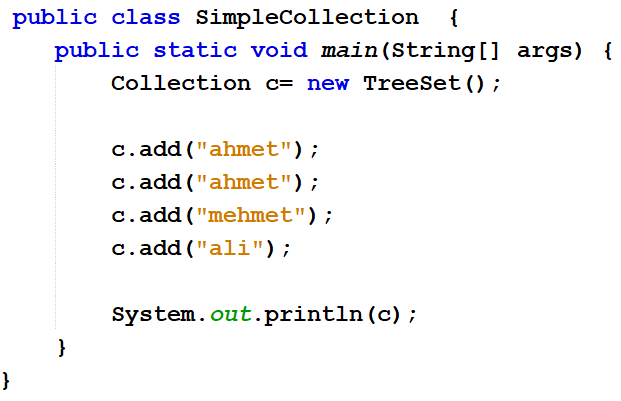 public class SimpleCollection  {
    public static void main(String[] args) {
        Collection c= new TreeSet();
        c.add("ahmet");
        c.add("ahmet");
        c.add("mehmet");
        c.add("ali");
        System.out.println(c);
    }
}